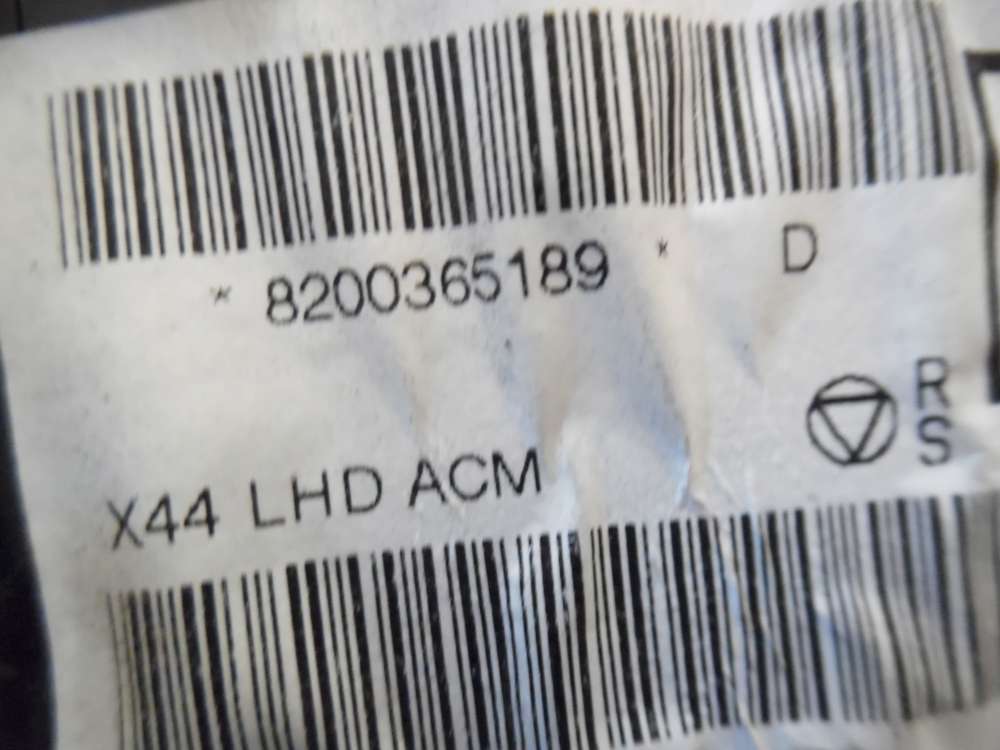 * 8200365189 * D
R
S
X44 LHD ACM